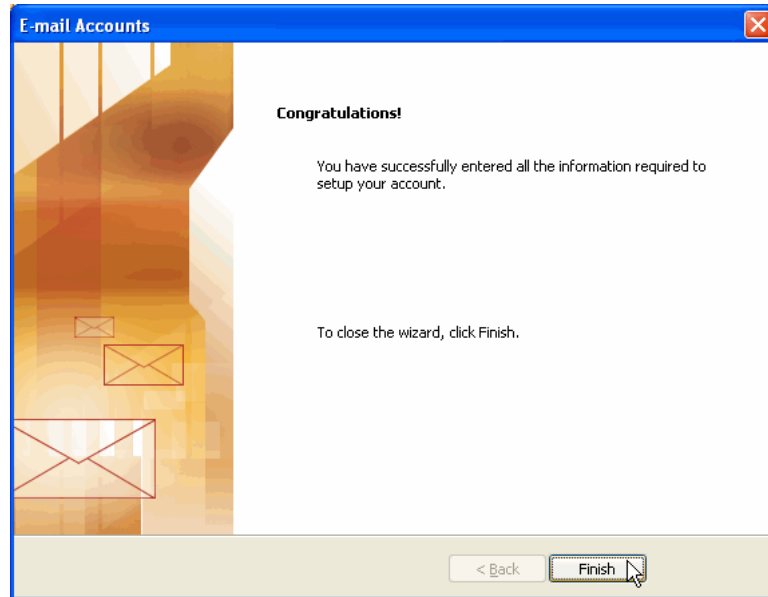 E-mail Accounts
Congratulations!
You have successfully entered all the information required to
setup your account.
To close the wizard, click Finish.
< Back
Finish